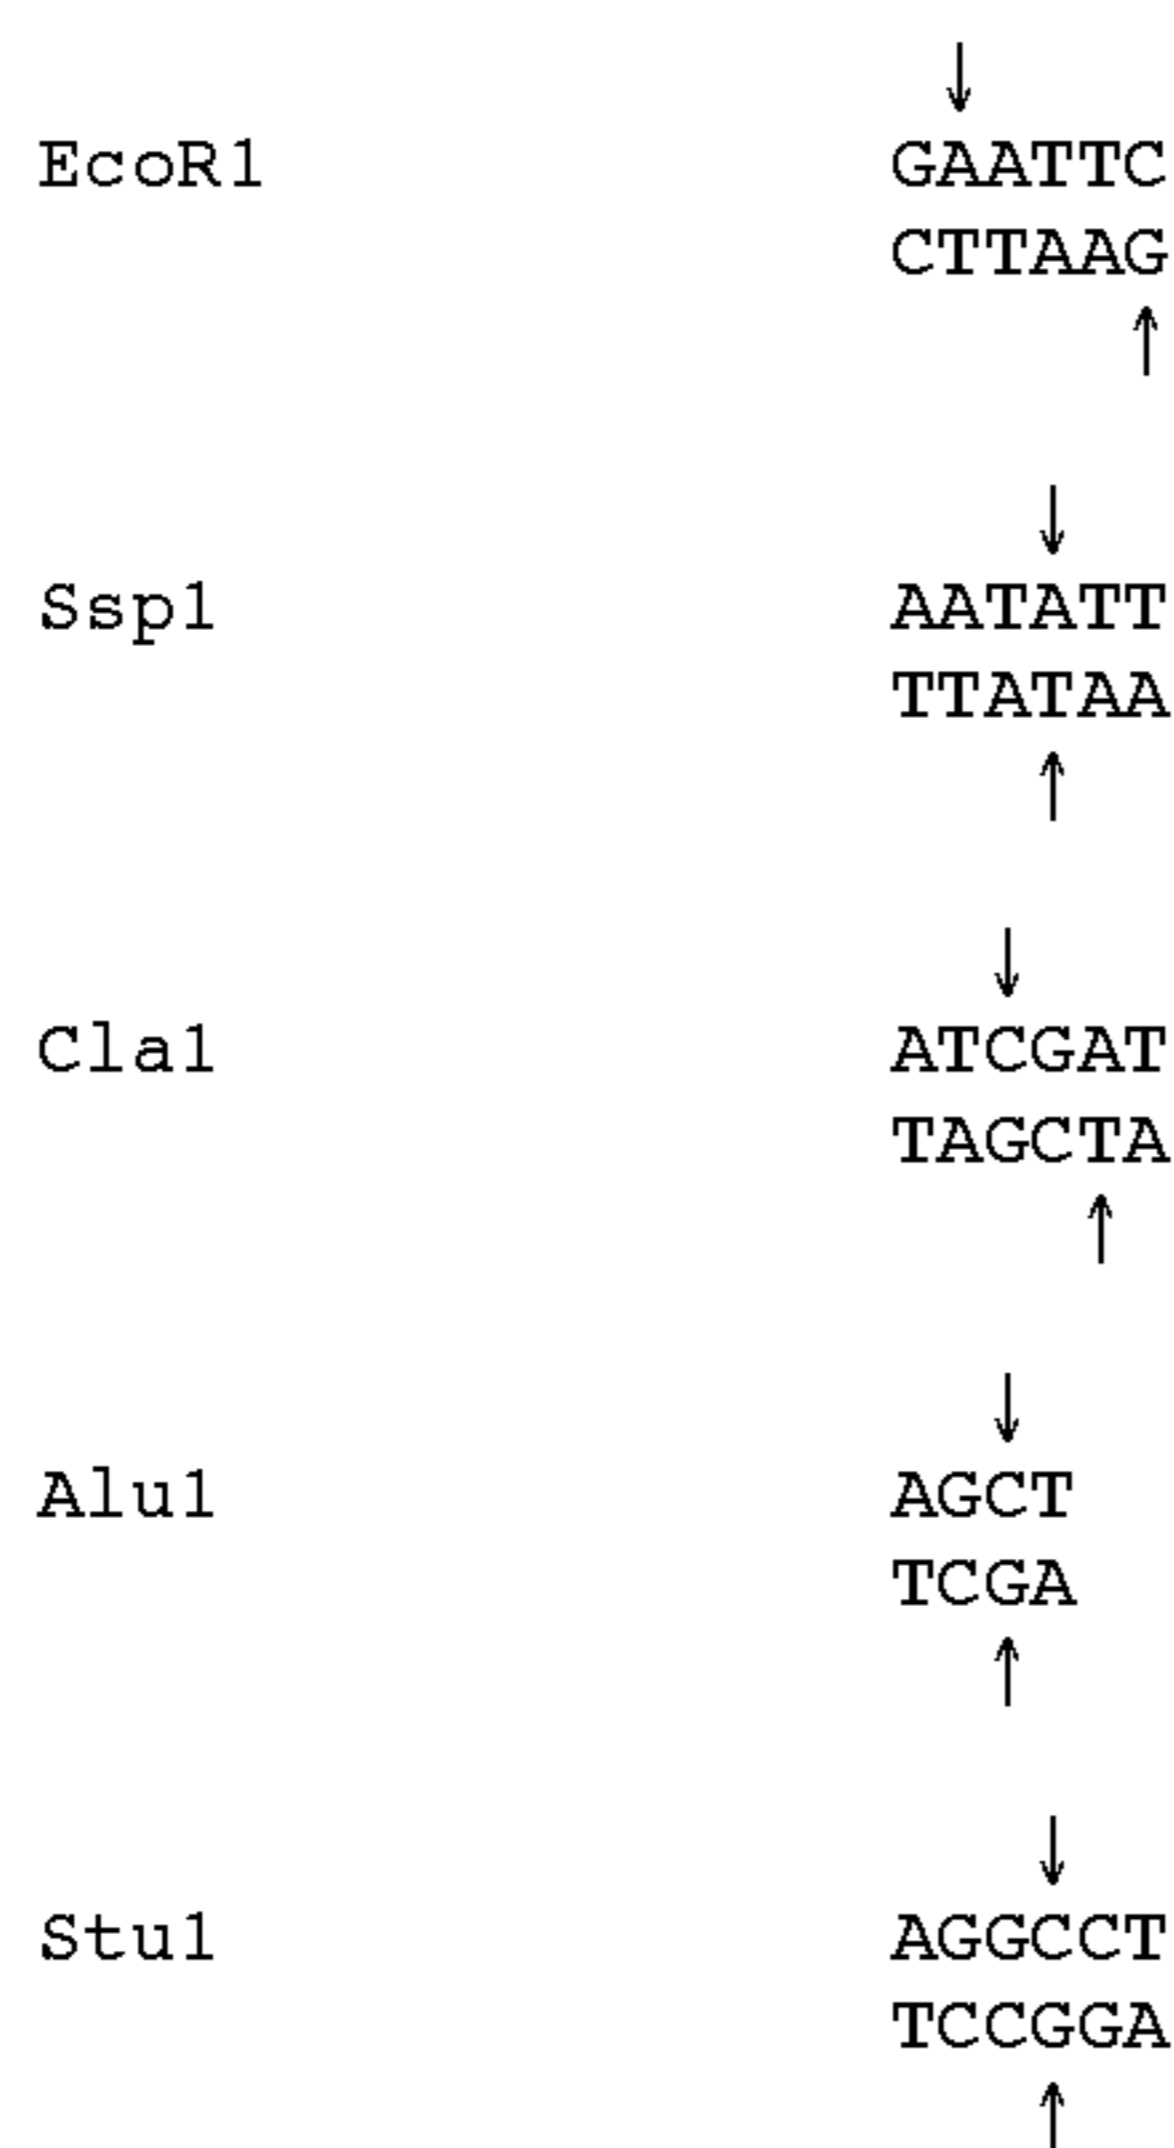 EcoR1 GAATTC
CTTAAG
Ssp1 AATATT
TTATAA
Cla1 ATCGAT
TAGCTA
Alu1 AGCT
TCGA
Stu1 AGGCCT
TCCGGA